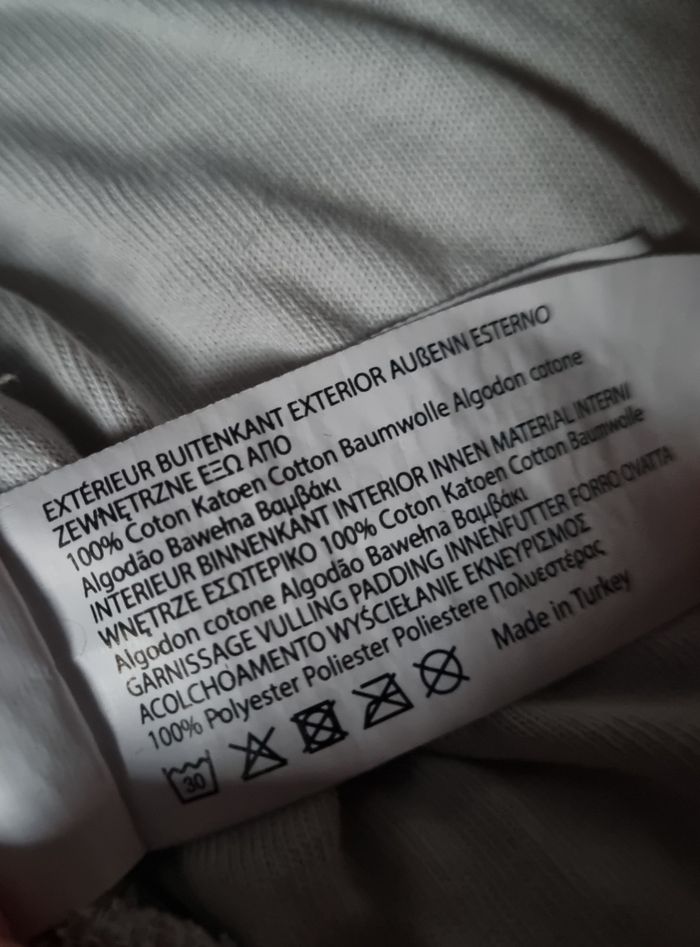 EXTÉRIEUR BUITENKANT EXTERIOR AUßENN ESTERNO
ZEWNĘTRZNE ΕΞΩ ΑΠΟ
100% Coton Katoen Cotton Baumwolle Algodon cotone
Algodão Bawełna Βαμβάκι
INTERIEUR BINNENKANT INTERIOR INNEN MATERIAL INTERNI
WNĘTRZE ΕΣΩΤΕΡΙΚΟ 100% Coton Katoen Cotton Baumwolle
Algodon cotone Algodão Bawełna Βαμβάκι
GARNISSAGE VULLING PADDING INNENFUTTER FORRO OVATTA
ACOLCHOAMENTO WYŚCIEŁANIE ΕΚΝΕΥΡΙΣΜΟΣ
100% Polyester Poliester Poliestere Πολυεστέρας
30
Made in Turkey